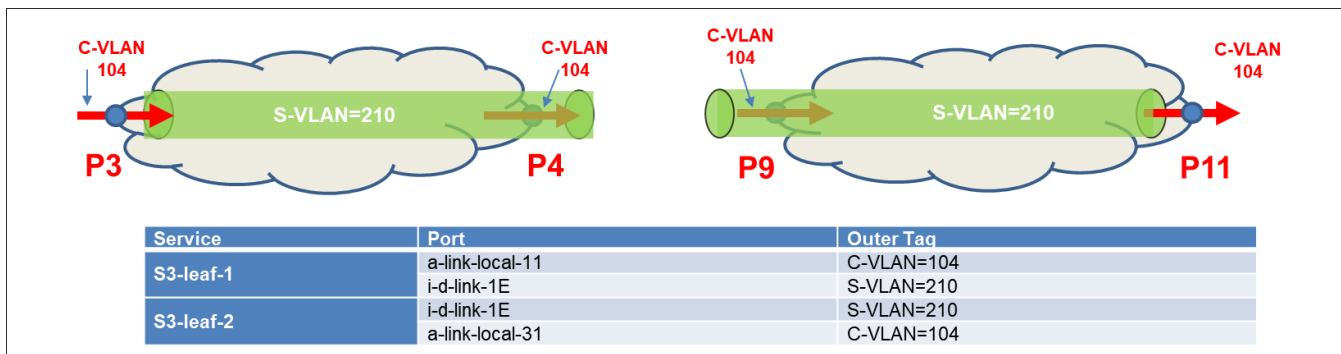 C-VLAN
104
C-VLAN
104
S-VLAN=210
P3
P4
C-VLAN
104
C-VLAN
104
S-VLAN=210
P9
P11
Service Port Outer Tag
S3-leaf-1 a-link-local-11 C-VLAN=104
i-d-link-1E S-VLAN=210
S3-leaf-2 i-d-link-1E S-VLAN=210
a-link-local-31 C-VLAN=104